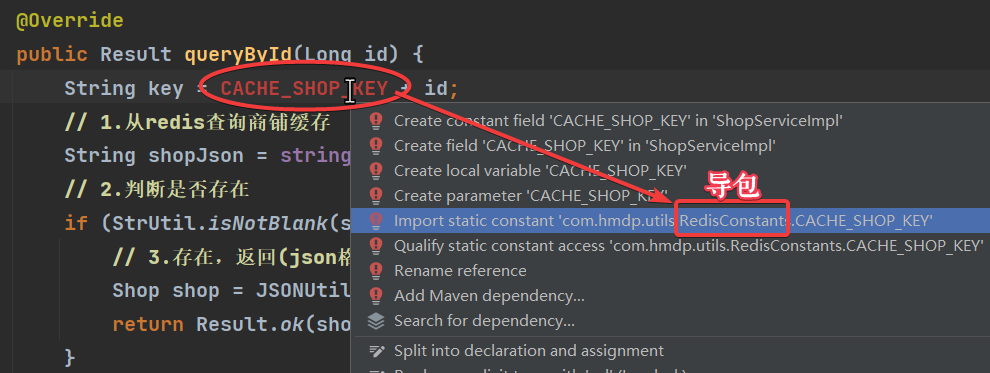 @Override
public Result queryById(Long id) {
String key = CACHE_SHOP_KEY + id;
// 1.从redis查询商铺缓存
String shopJson = string
// 2.判断是否存在
if (StrUtil.isNotBlank(s
// 3.存在，返回(json格
Shop shop = JSONUtil
return Result.ok(sho
}
Create constant field 'CACHE_SHOP_KEY' in 'ShopServiceImpl'
Create field 'CACHE_SHOP_KEY' in 'ShopServiceImpl'
Create local variable 'CACHE_SHOP_KEY'
Create parameter 'CACHE_SHOP_KEY'
导包
Import static constant 'com.hmdp.utils.RedisConstants.CACHE_SHOP_KEY'
Qualify static constant access 'com.hmdp.utils.RedisConstants.CACHE_SHOP_KEY'
Rename reference
Add Maven dependency...
Search for dependency...
Split into declaration and assignment